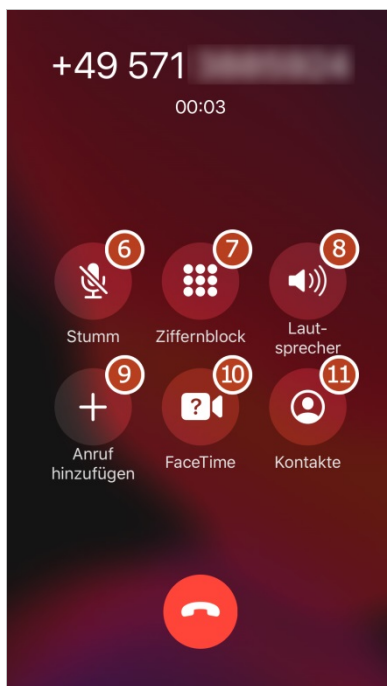 +49 571
00:03
6 7 8
Stumm Ziffernblock Laut-
sprecher
9 10 11
?
Anruf
hinzufügen FaceTime Kontakte